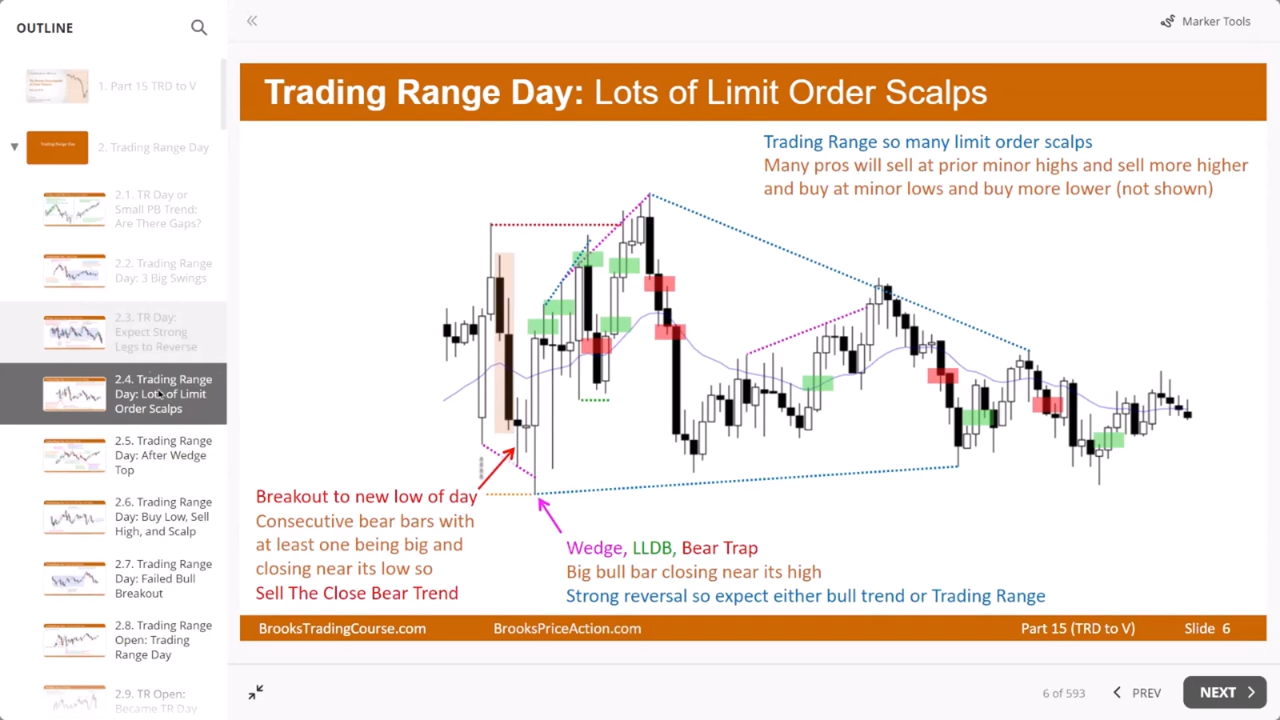 OUTLINE
Marker Tools
1. Part 15 TRD to V
2. Trading Range Day
2.1. TR Day or
Small PB Trend:
Are There Gaps?
2.2. Trading Range
Day: 3 Big Swings
2.3. TR Day:
Expect Strong
Legs to Reverse
2.4. Trading Range
Day: Lots of Limit
Order Scalps
2.5. Trading Range
Day: After Wedge
Top
2.6. Trading Range
Day: Buy Low, Sell
High, and Scalp
2.7. Trading Range
Day: Failed Bull
Breakout
2.8. Trading Range
Open: Trading
Range Day
2.9. TR Open:
Became TR Day
Trading Range Day: Lots of Limit Order Scalps
Trading Range so many limit order scalps
Many pros will sell at prior minor highs and sell more higher
and buy at minor lows and buy more lower (not shown)
Breakout to new low of day
Consecutive bear bars with
at least one being big and
closing near its low so
Sell The Close Bear Trend
Wedge, LLDB, Bear Trap
Big bull bar closing near its high
Strong reversal so expect either bull trend or Trading Range
BrooksTradingCourse.com
BrooksPriceAction.com
Part 15 (TRD to V)
Slide 6
6 of 593
PREV
NEXT